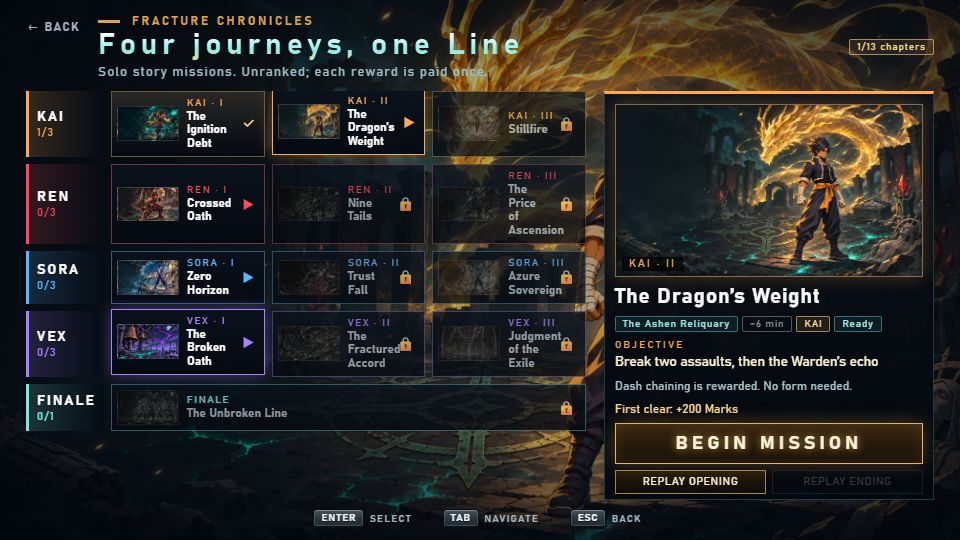 ← BACK
FRACTURE CHRONICLES
Four journeys, one Line
Solo story missions. Unranked; each reward is paid once.
1/13 chapters
KAI
1/3
KAI · I
The
Ignition
Debt
KAI · II
The
Dragon's
Weight
KAI · III
Stillfire
REN
0/3
REN · I
Crossed
Oath
REN · II
Nine
Tails
REN · III
The
Price
of
Ascension
SORA
0/3
SORA · I
Zero
Horizon
SORA · II
Trust
Fall
SORA · III
Azure
Sovereign
VEX
0/3
VEX · I
The
Broken
Oath
VEX · II
The
Fractured
Accord
VEX · III
Judgment
of the
Exile
FINALE
0/1
FINALE
The Unbroken Line
KAI · II
The Dragon's Weight
The Ashen Reliquary
~6 min
KAI
Ready
OBJECTIVE
Break two assaults, then the Warden's echo
Dash chaining is rewarded. No form needed.
First clear: +200 Marks
BEGIN MISSION
REPLAY OPENING
REPLAY ENDING
ENTER SELECT
TAB NAVIGATE
ESC BACK